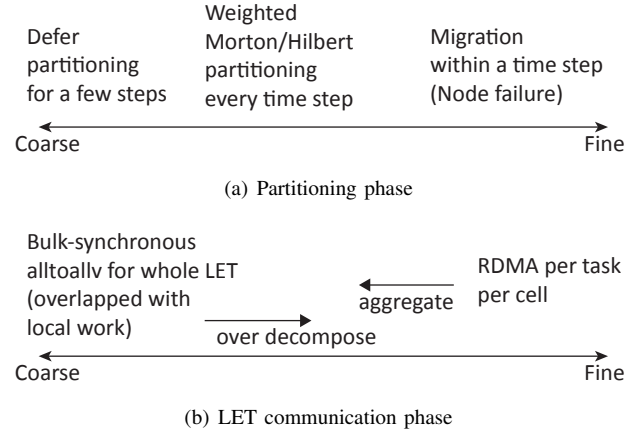 Defer
partitioning
for a few steps
Weighted
Morton/Hilbert
partitioning
every time step
Migration
within a time step
(Node failure)
Coarse
Fine
(a) Partitioning phase
Bulk-synchronous
alltoallv for whole LET
(overlapped with
local work)
over decompose
aggregate
RDMA per task
per cell
Coarse
Fine
(b) LET communication phase